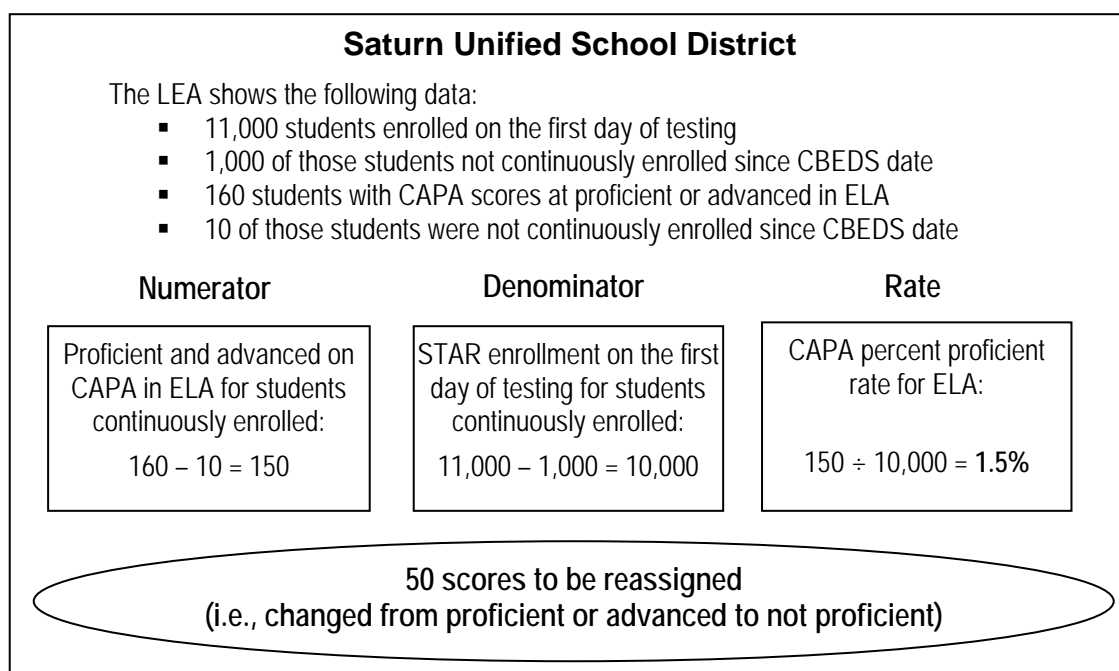 Saturn Unified School District
The LEA shows the following data:
▪ 11,000 students enrolled on the first day of testing
▪ 1,000 of those students not continuously enrolled since CBEDS date
▪ 160 students with CAPA scores at proficient or advanced in ELA
▪ 10 of those students were not continuously enrolled since CBEDS date
Numerator
Proficient and advanced on
CAPA in ELA for students
continuously enrolled:
160 – 10 = 150
Denominator
STAR enrollment on the first
day of testing for students
continuously enrolled:
11,000 – 1,000 = 10,000
Rate
CAPA percent proficient
rate for ELA:
150 ÷ 10,000 = 1.5%
50 scores to be reassigned
(i.e., changed from proficient or advanced to not proficient)